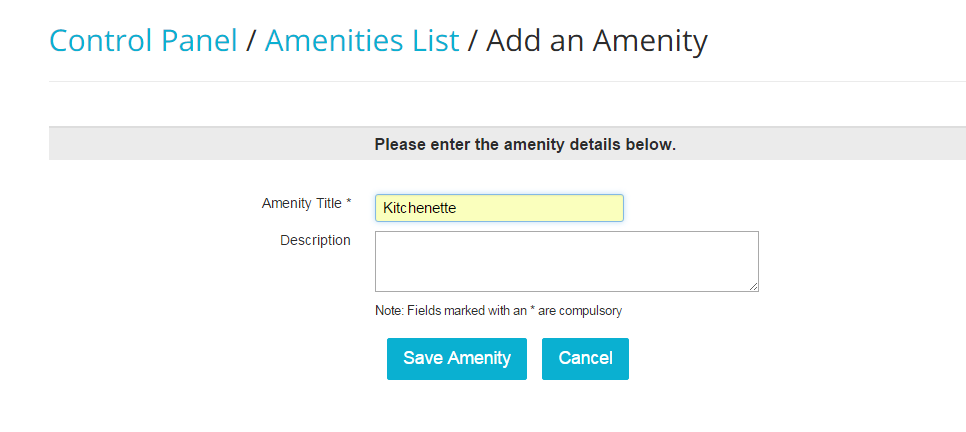 Control Panel / Amenities List / Add an Amenity
Please enter the amenity details below.
Amenity Title * Kitchenette
Description
Note: Fields marked with an * are compulsory
Save Amenity Cancel